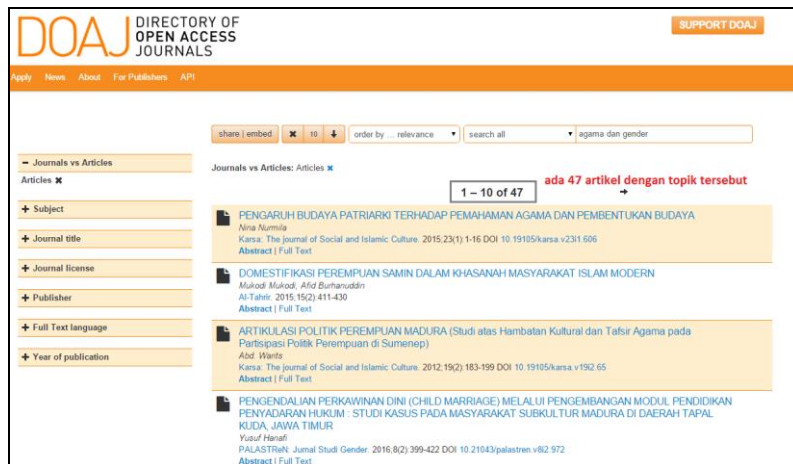 DOAJ DIRECTORY OF
OPEN ACCESS
JOURNALS
SUPPORT DOAJ
Apply News About For Publishers API
share | embed 10 order by ... relevance search all agama dan gender
Journals vs Articles
Articles
Journals vs Articles: Articles
ada 47 artikel dengan topik tersebut
1 – 10 of 47
Subject
Journal title
Journal license
Publisher
Full Text language
Year of publication
PENGARUH BUDAYA PATRIARKI TERHADAP PEMAHAMAN AGAMA DAN PEMBENTUKAN BUDAYA
Nina Nurmila
Karsa: The journal of Social and Islamic Culture. 2015;23(1):1-16 DOI 10.19105/karsa.v23i1.606
Abstract | Full Text
DOMESTIFIKASI PEREMPUAN SAMIN DALAM KHASANAH MASYARAKAT ISLAM MODERN
Mukodi Mukodi, Afid Burhanuddin
Al-Tahrir. 2015;15(2):411-430
Abstract | Full Text
ARTIKULASI POLITIK PEREMPUAN MADURA (Studi atas Hambatan Kultural dan Tafsir Agama pada
Partisipasi Politik Perempuan di Sumenep)
Abd. Warits
Karsa: The journal of Social and Islamic Culture. 2012;19(2):183-199 DOI 10.19105/karsa.v19i2.65
Abstract | Full Text
PENGENDALIAN PERKAWINAN DINI (CHILD MARRIAGE) MELALUI PENGEMBANGAN MODUL PENDIDIKAN
PENYADARAN HUKUM : STUDI KASUS PADA MASYARAKAT SUBKULTUR MADURA DI DAERAH TAPAL
KUDA, JAWA TIMUR
Yusuf Hanafi
PALASTREN: Jurnal Studi Gender. 2016;8(2):399-422 DOI 10.21043/palastren.v8i2.972
Abstract | Full Text